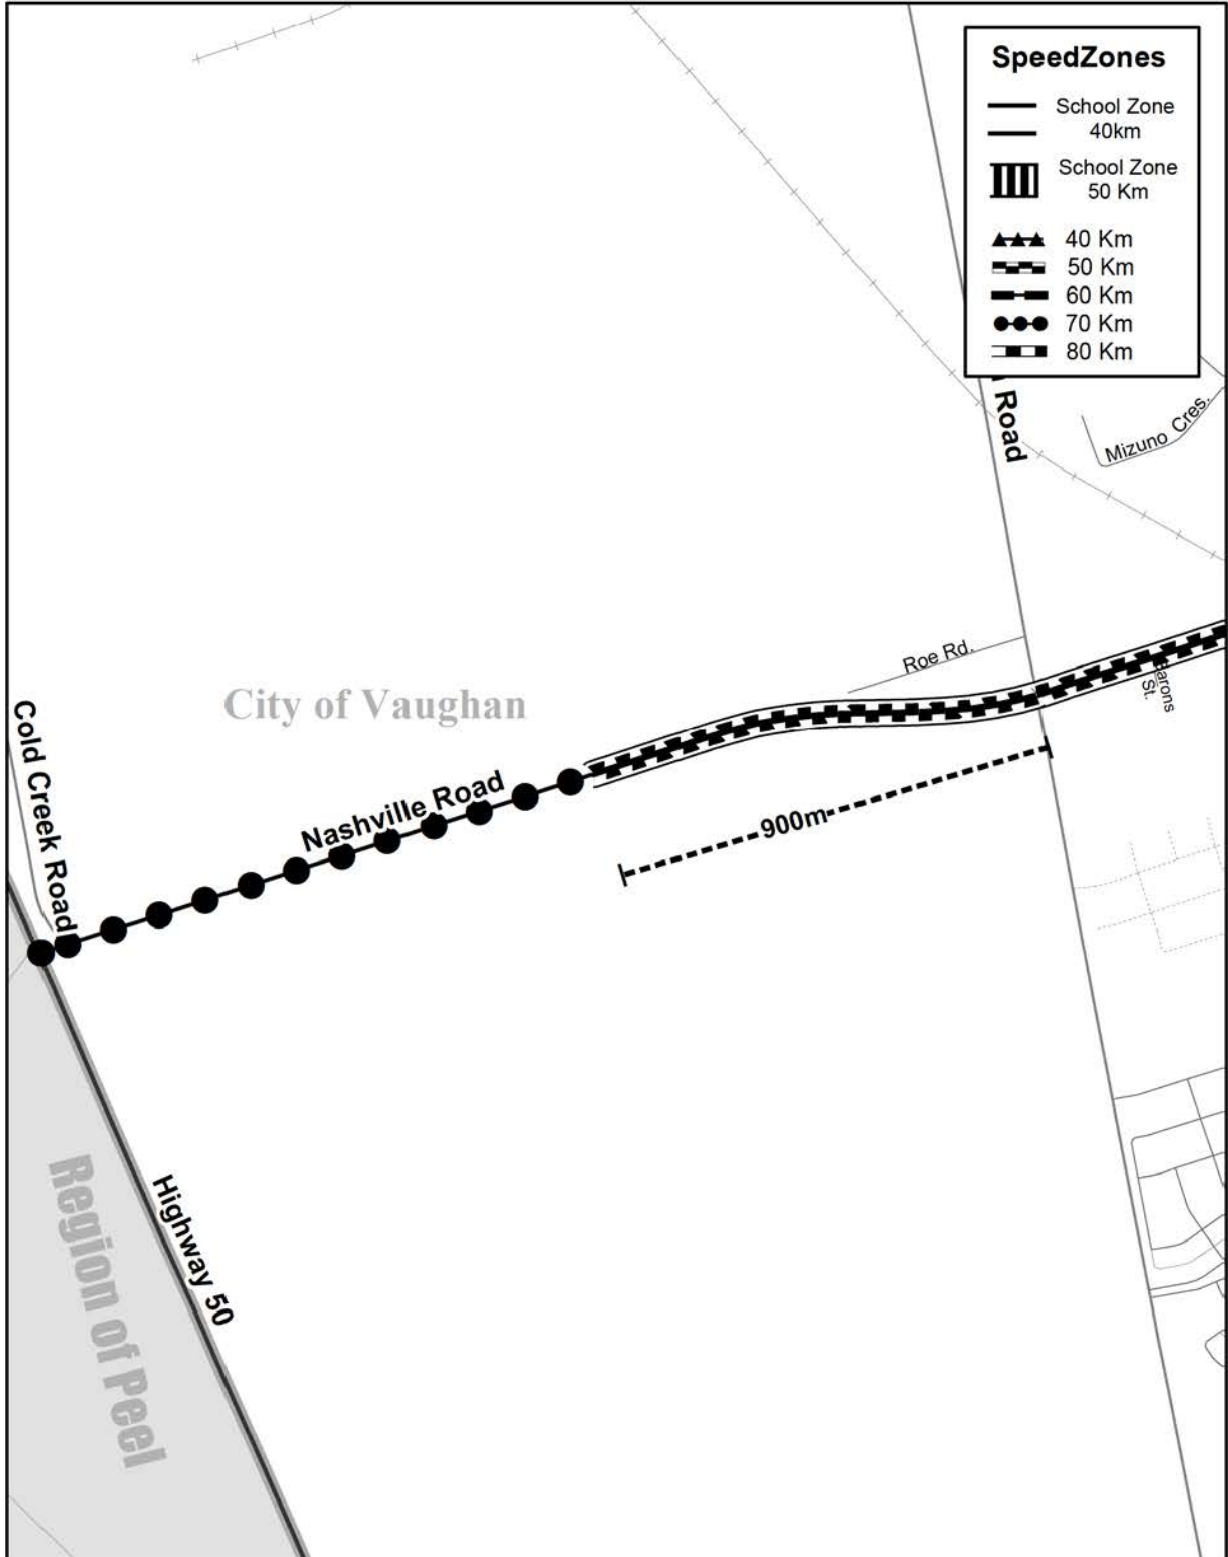 SpeedZones
School Zone
40km
School Zone
50 Km
40 Km
50 Km
60 Km
70 Km
80 Km
Road
Mizuno Cres.
Roe Rd.
St.
City of Vaughan
Cold Creek Road
Nashville Road
900m
Highway 50
Region of Peel